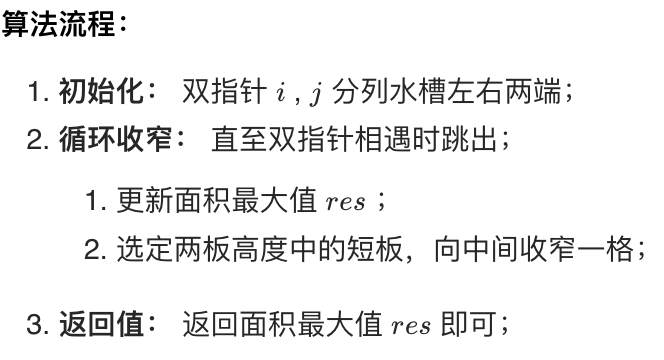 算法流程：
1. 初始化： 双指针 i , j 分列水槽左右两端；
2. 循环收窄： 直至双指针相遇时跳出；
1. 更新面积最大值 res ；
2. 选定两板高度中的短板，向中间收窄一格；
3. 返回值： 返回面积最大值 res 即可；